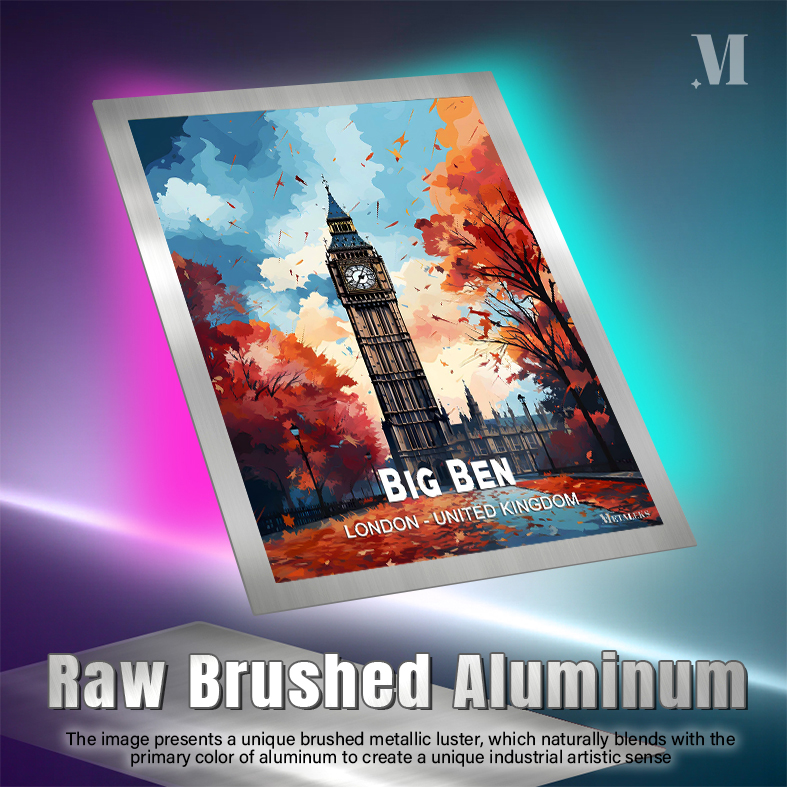 M
BIG BEN
LONDON - UNITED KINGDOM
METALEKS
Raw Brushed Aluminum
The image presents a unique brushed metallic luster, which naturally blends with the
primary color of aluminum to create a unique industrial artistic sense